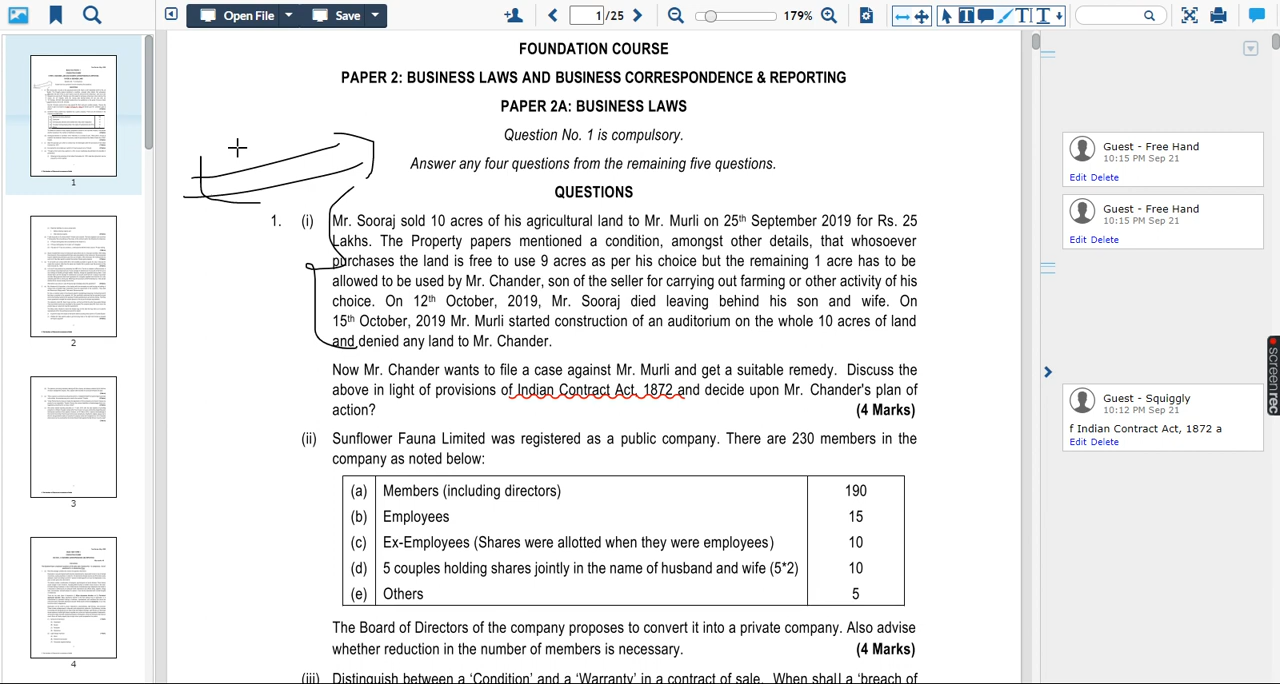 Open File
Save
1 /25
179%
FOUNDATION COURSE
PAPER 2: BUSINESS LAWS AND BUSINESS CORRESPONDENCE & REPORTING
PAPER 2A: BUSINESS LAWS
Question No. 1 is compulsory.
Answer any four questions from the remaining five questions.
QUESTIONS
1. (i) Mr. Sooraj sold 10 acres of his agricultural land to Mr. Murli on 25th September 2019 for Rs. 25
Lakhs. The Property papers mentioned a condition, amongst other details, that whosoever
purchases the land is free to use 9 acres as per his choice but the remaining 1 acre has to be
allowed to be used by Mr. Chander, son of the seller for carrying out farming or other activity of his
choice. On 12th October, 2019, Mr. Sooraj died leaving behind his son and wife. On
15th October, 2019 Mr. Murli started construction of an auditorium on the whole 10 acres of land
and denied any land to Mr. Chander.
Now Mr. Chander wants to file a case against Mr. Murli and get a suitable remedy. Discuss the
above in light of provisions of Indian Contract Act, 1872 and decide upon Mr. Chander's plan of
action? (4 Marks)
(ii) Sunflower Fauna Limited was registered as a public company. There are 230 members in the
company as noted below:
(a) Members (including directors) 190
(b) Employees 15
(c) Ex-Employees (Shares were allotted when they were employees) 10
(d) 5 couples holding shares jointly in the name of husband and wife (5*2) 10
(e) Others 5
The Board of Directors of the company proposes to convert it into a private company. Also advise
whether reduction in the number of members is necessary. (4 Marks)
(iii) Distinguish between a 'Condition' and a 'Warranty' in a contract of sale. When shall a 'breach of
1
2
3
4
Guest - Free Hand
10:15 PM Sep 21
Edit Delete
Guest - Free Hand
10:15 PM Sep 21
Edit Delete
Guest - Squiggly
10:12 PM Sep 21
f Indian Contract Act, 1872 a
Edit Delete
screenrec